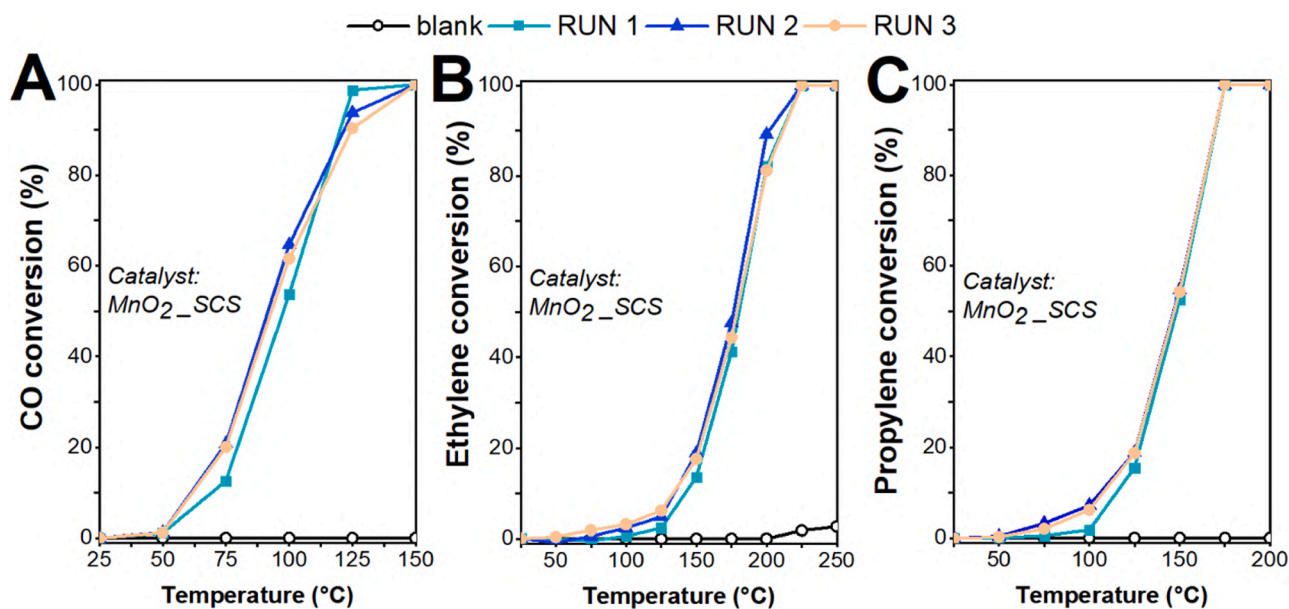 blank RUN 1 RUN 2 RUN 3
A
CO conversion (%)
100
80
60
40
20
0
Catalyst:
MnO2_SCS
25 50 75 100 125 150
Temperature (°C)
B
Ethylene conversion (%)
100
80
60
40
20
0
Catalyst:
MnO2_SCS
50 100 150 200 250
Temperature (°C)
C
Propylene conversion (%)
100
80
60
40
20
0
Catalyst:
MnO2_SCS
50 100 150 200
Temperature (°C)